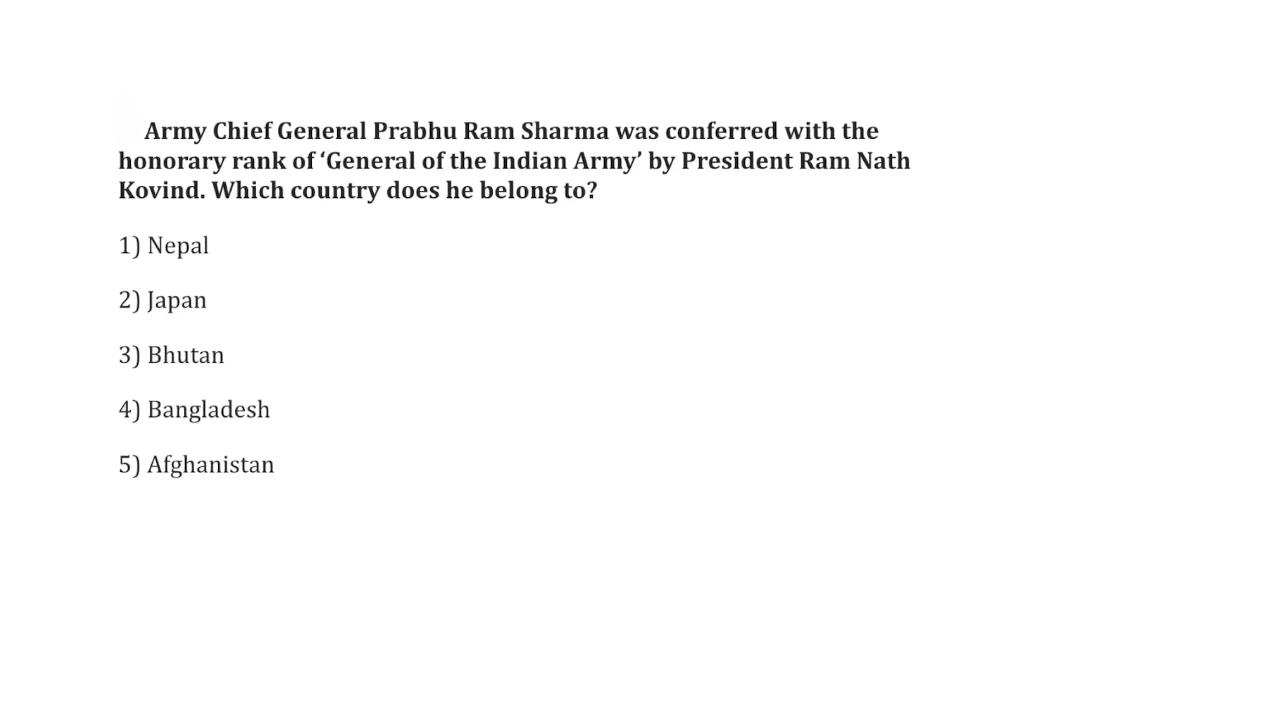 Army Chief General Prabhu Ram Sharma was conferred with the
honorary rank of ‘General of the Indian Army’ by President Ram Nath
Kovind. Which country does he belong to?
1) Nepal
2) Japan
3) Bhutan
4) Bangladesh
5) Afghanistan